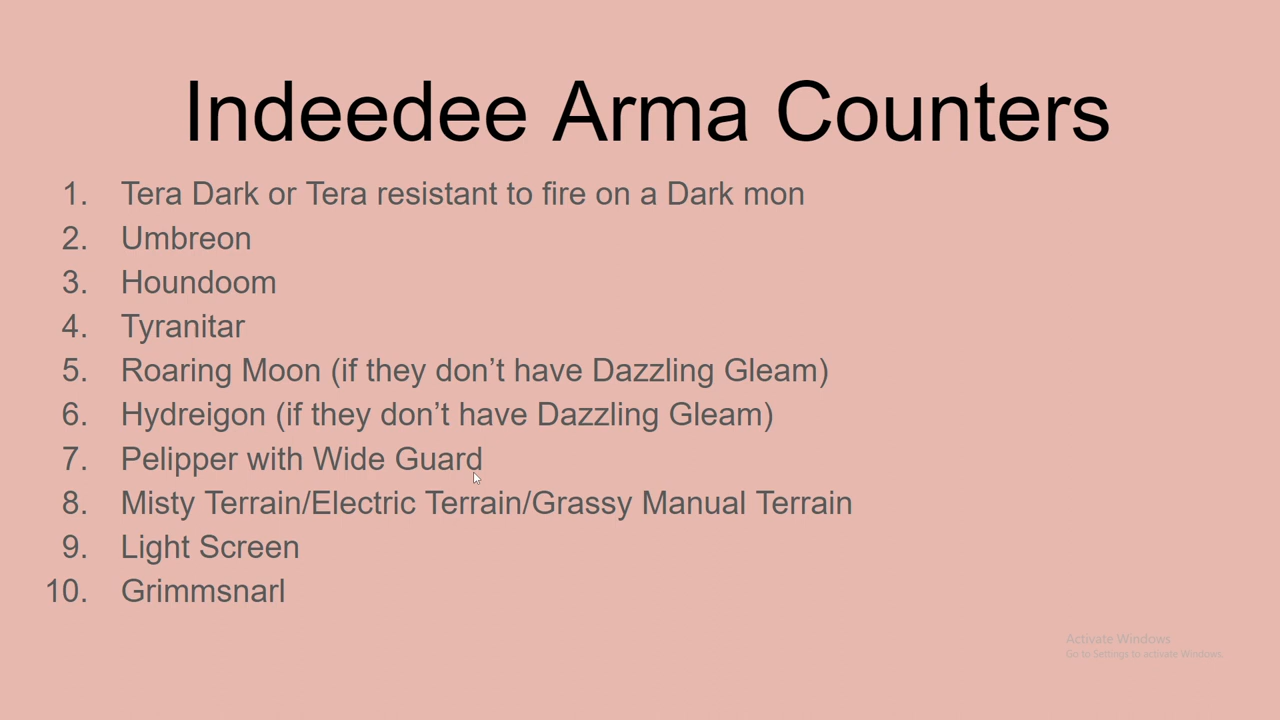 Indeedee Arma Counters
1. Tera Dark or Tera resistant to fire on a Dark mon
2. Umbreon
3. Houndoom
4. Tyranitar
5. Roaring Moon (if they don’t have Dazzling Gleam)
6. Hydreigon (if they don’t have Dazzling Gleam)
7. Pelipper with Wide Guard
8. Misty Terrain/Electric Terrain/Grassy Manual Terrain
9. Light Screen
10. Grimmsnarl
Activate Windows
Go to Settings to activate Windows.